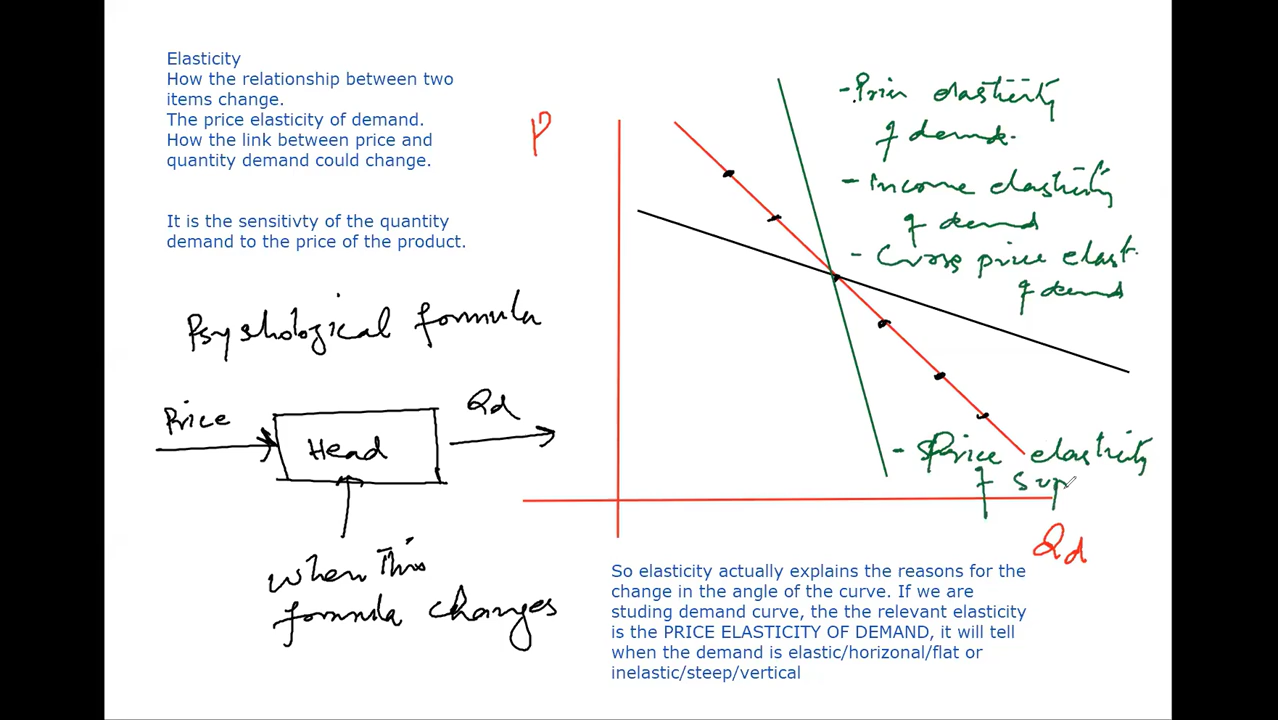 Elasticity
How the relationship between two
items change.
The price elasticity of demand.
How the link between price and
quantity demand could change.
It is the sensitivty of the quantity
demand to the price of the product.
Psychological formula
Price
Head
Qd
when this
formula changes
P
- Price elasticity
of demand.
- Income elasticity
of demand
- Cross price elast.
of demand
- Price elasticity
of sup
Qd
So elasticity actually explains the reasons for the
change in the angle of the curve. If we are
studing demand curve, the the relevant elasticity
is the PRICE ELASTICITY OF DEMAND, it will tell
when the demand is elastic/horizonal/flat or
inelastic/steep/vertical